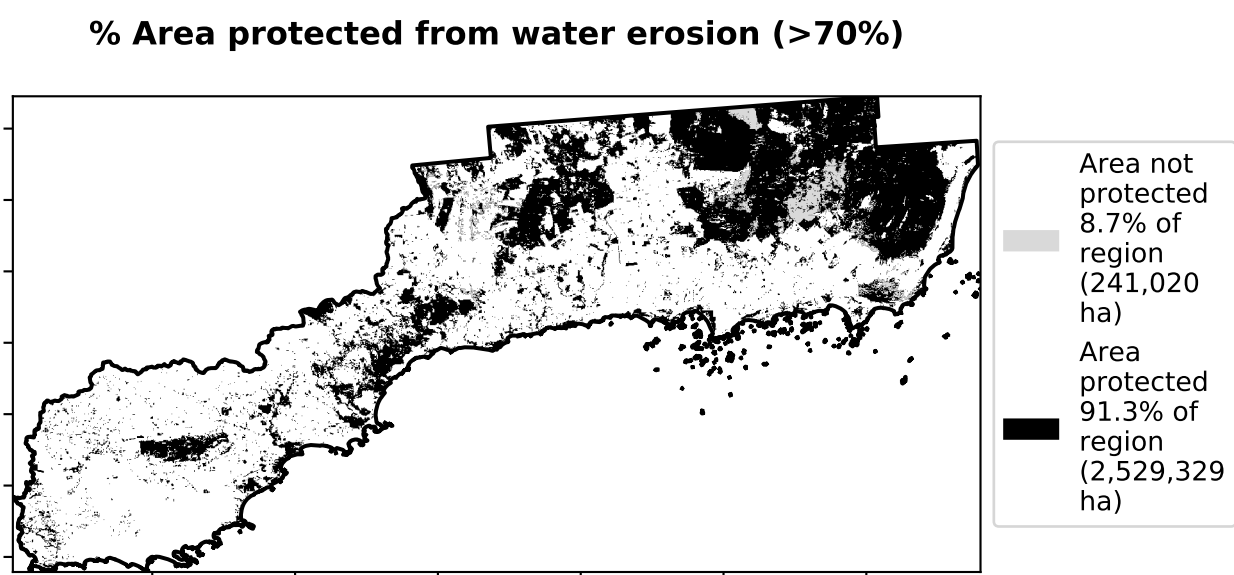 % Area protected from water erosion (>70%)
Area not
protected
8.7% of
region
(241,020
ha)
Area
protected
91.3% of
region
(2,529,329
ha)